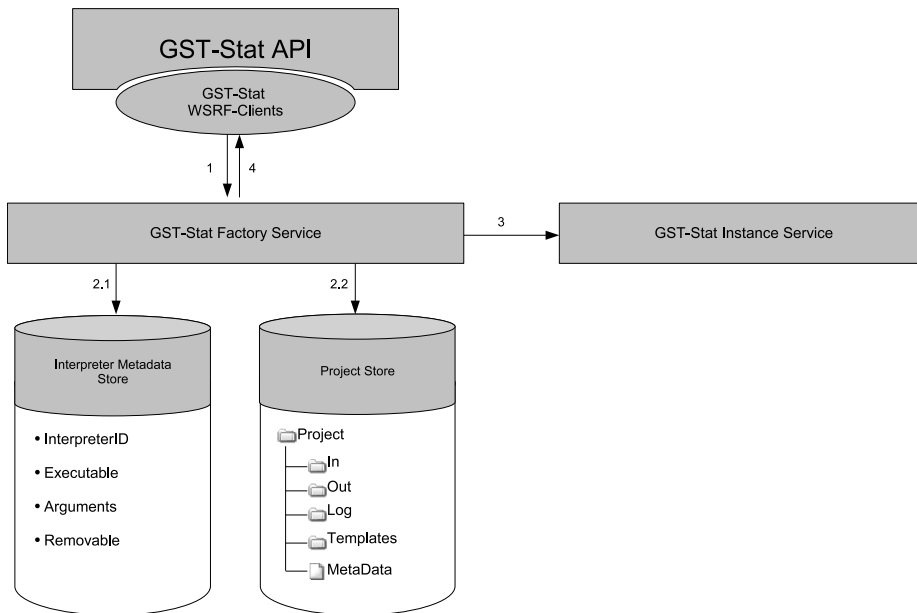 GST-Stat API
GST-Stat
WSRF-Clients
1
4
GST-Stat Factory Service
3
GST-Stat Instance Service
2.1
2.2
Interpreter Metadata
Store
Project Store
• InterpreterID
• Executable
• Arguments
• Removable
Project
In
Out
Log
Templates
MetaData